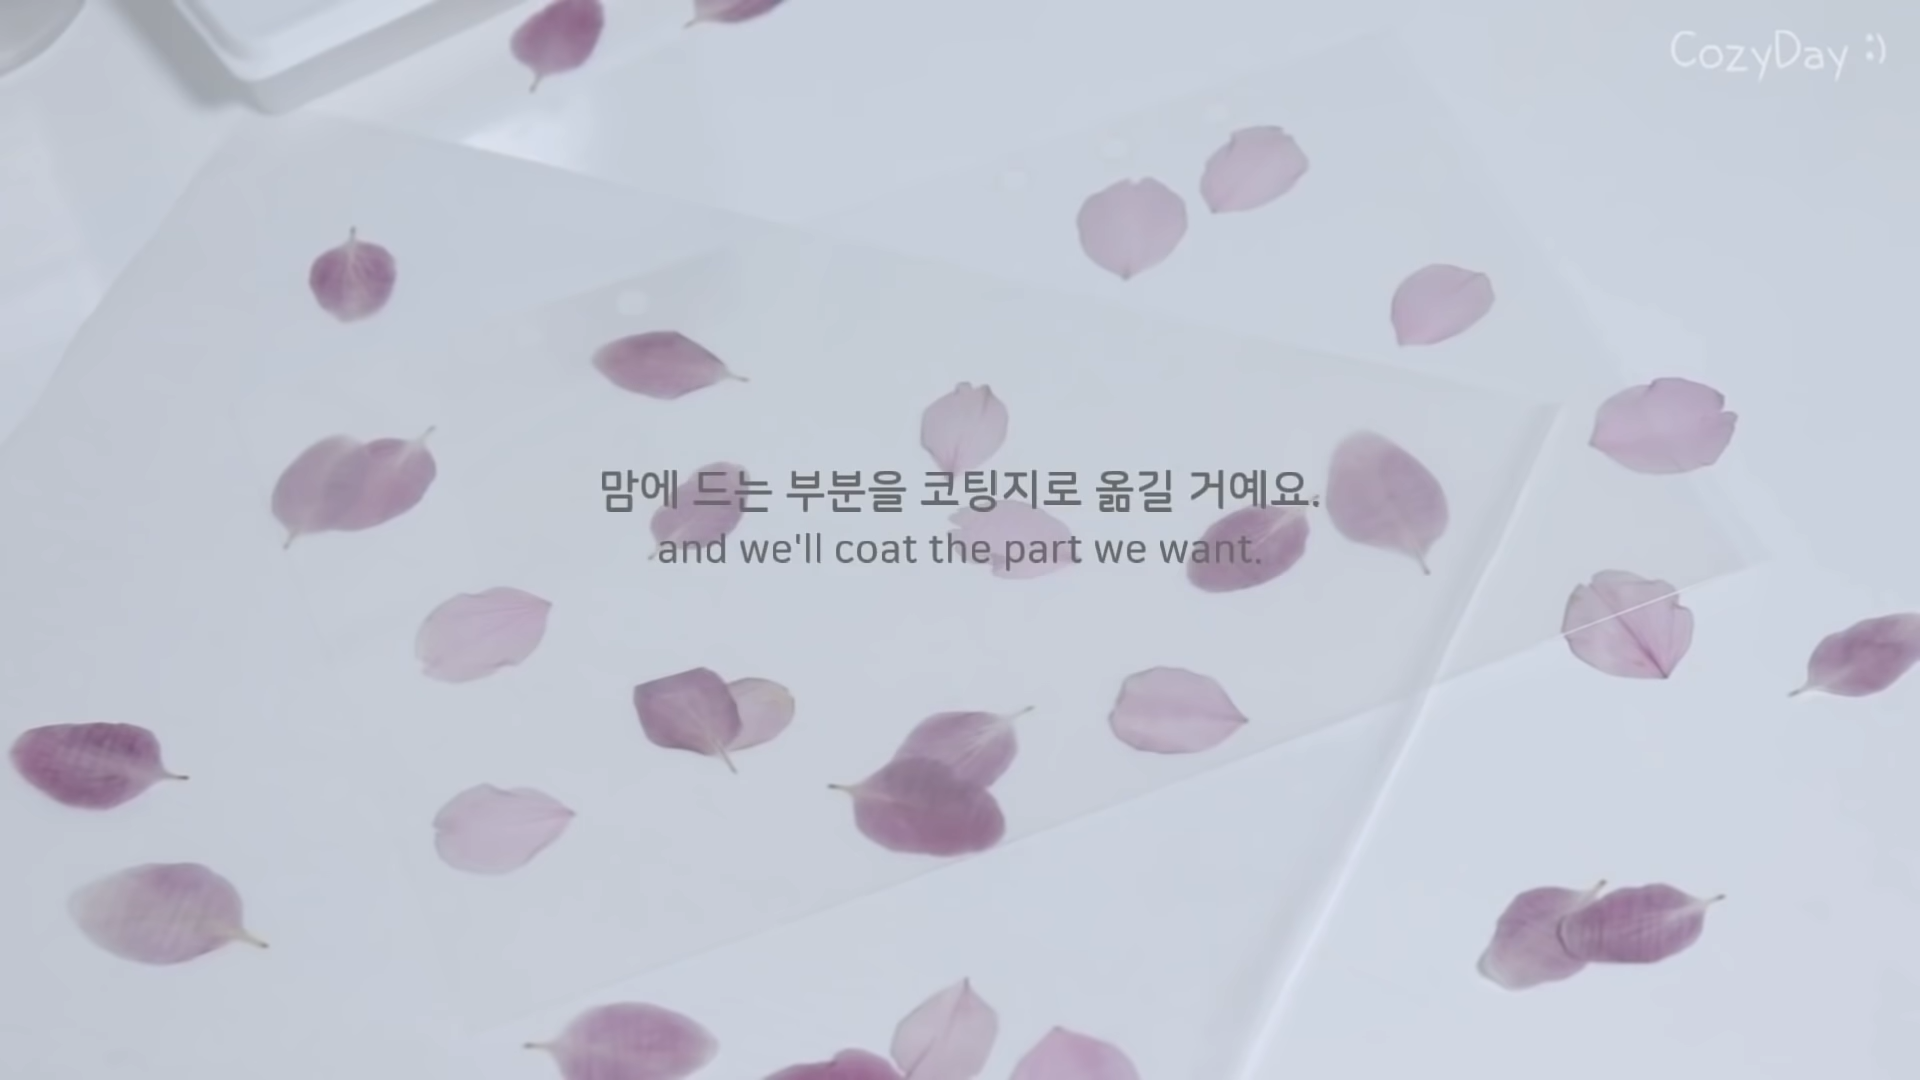 CozyDay :)
맘에 드는 부분을 코팅지로 옮길 거예요.
and we'll coat the part we want.